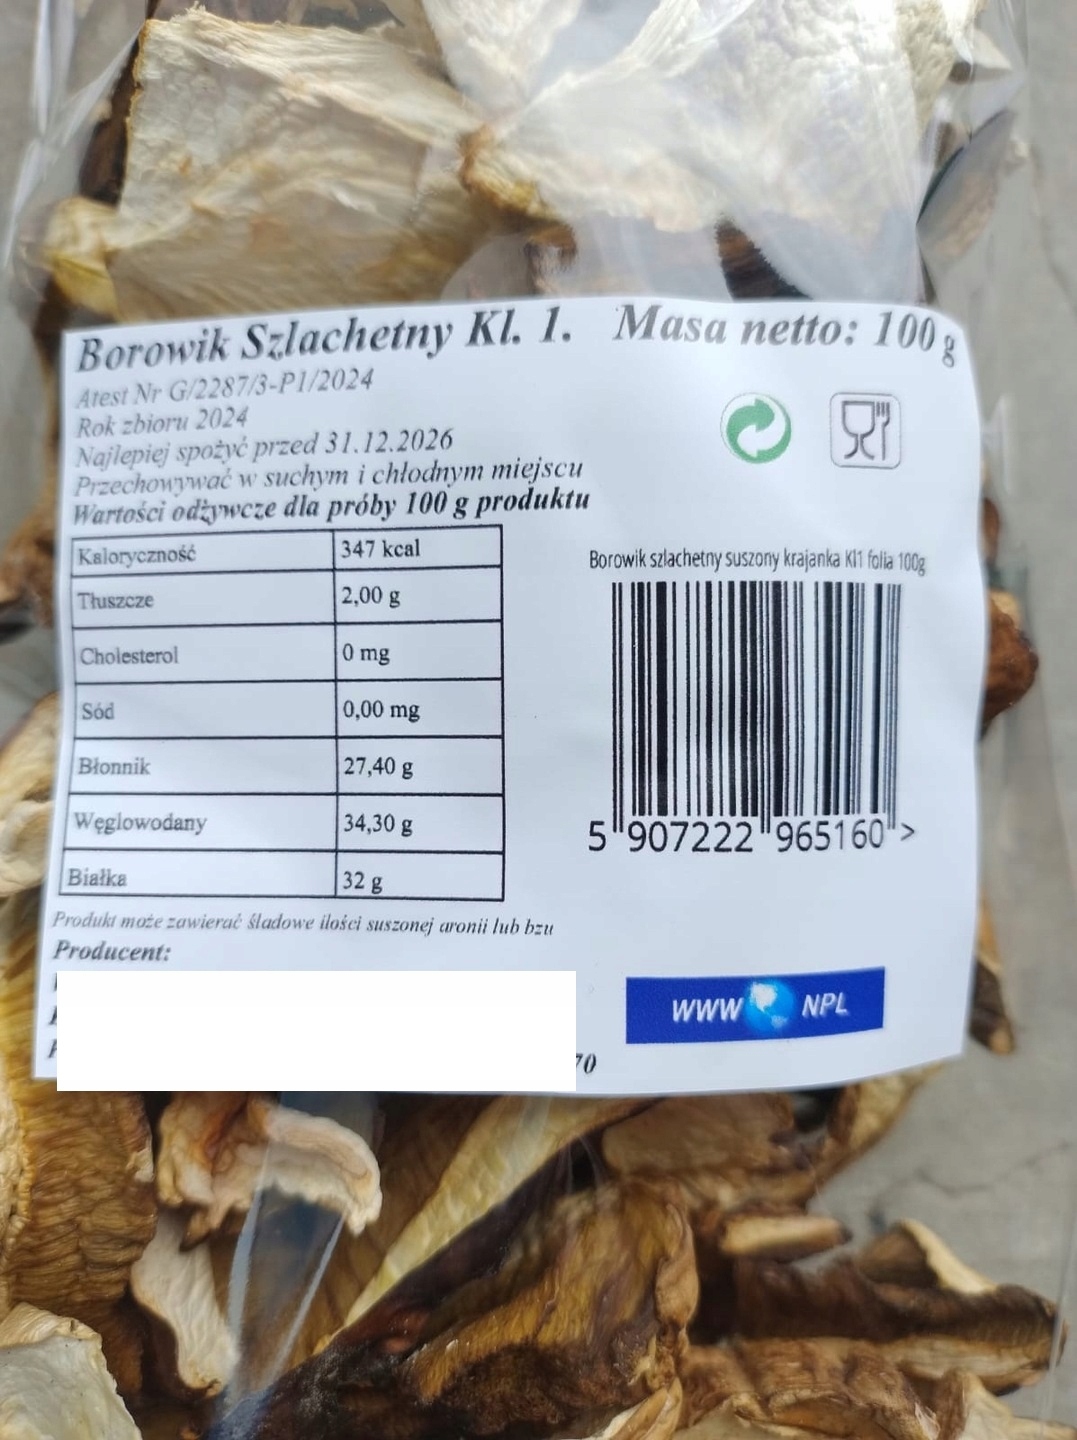 Borowik Szlachetny Kl. 1. Masa netto: 100 g
Atest Nr G/2287/3-P1/2024
Rok zbioru 2024
Najlepiej spożyć przed 31.12.2026
Przechowywać w suchym i chłodnym miejscu
Wartości odżywcze dla próby 100 g produktu
Kaloryczność 347 kcal
Tłuszcze 2,00 g
Cholesterol 0 mg
Sód 0,00 mg
Błonnik 27,40 g
Węglowodany 34,30 g
Białka 32 g
Borowik szlachetny suszony krajanka Kl1 folia 100g
5 907222 965160 >
Produkt może zawierać śladowe ilości suszonej aronii lub bzu
Producent:
70
WWW NPL